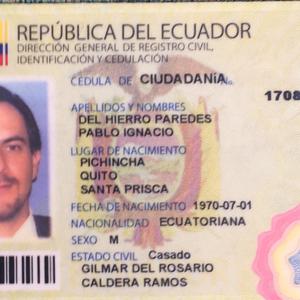 REPÚBLICA DEL ECUADOR
DIRECCIÓN GENERAL DE REGISTRO CIVIL,
IDENTIFICACIÓN Y CEDULACIÓN
CÉDULA DE CIUDADANÍA No.
1708
APELLIDOS Y NOMBRES
DEL HIERRO PAREDES
PABLO IGNACIO
LUGAR DE NACIMIENTO
PICHINCHA
QUITO
SANTA PRISCA
FECHA DE NACIMIENTO 1970-07-01
NACIONALIDAD ECUATORIANA
SEXO M
ESTADO CIVIL Casado
GILMAR DEL ROSARIO
CALDERA RAMOS